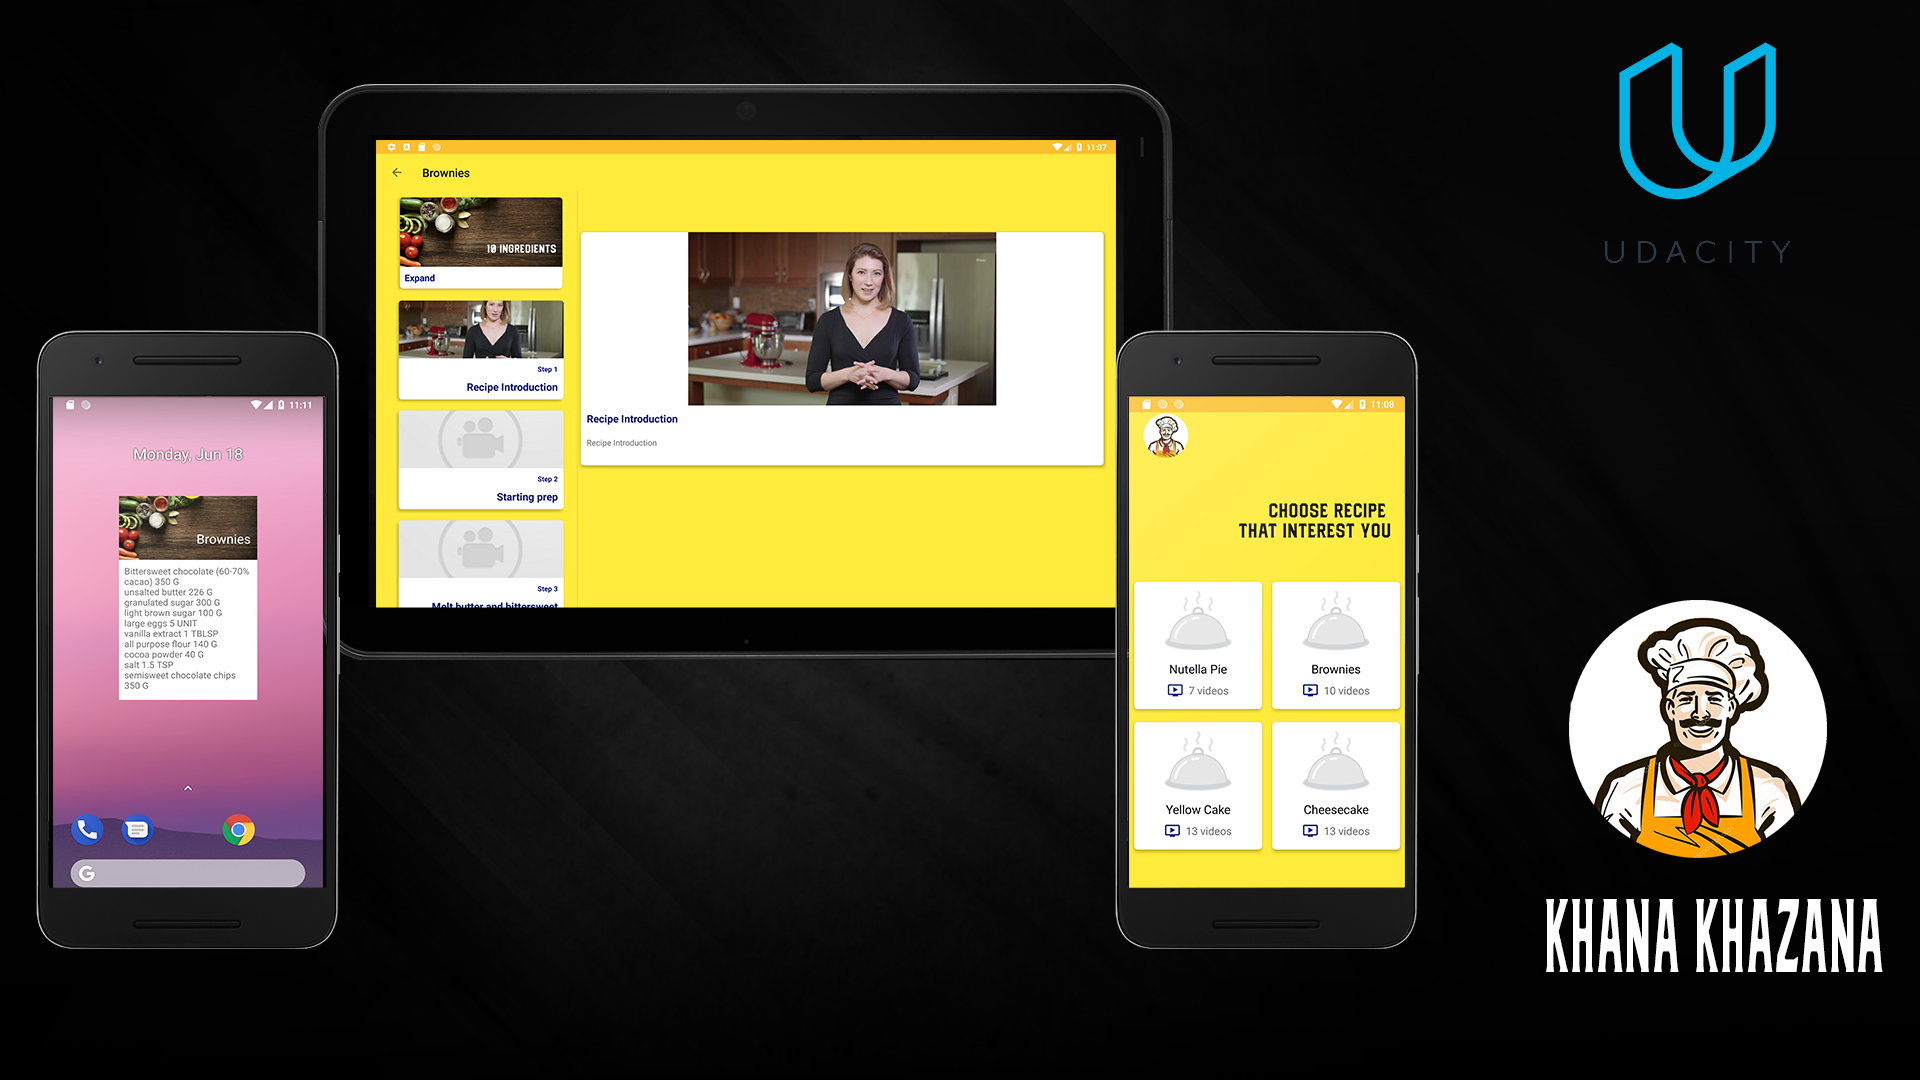 UDACITY
11:07
Brownies
10 INGREDIENTS
Expand
Step 1
Recipe Introduction
Step 2
Starting prep
Step 3
Melt butter and bittersweet
Recipe Introduction
Recipe Introduction
11:11
Monday, Jun 18
Brownies
Bittersweet chocolate (60-70%
cacao) 350 G
unsalted butter 226 G
granulated sugar 300 G
light brown sugar 100 G
large eggs 5 UNIT
vanilla extract 1 TBLSP
all purpose flour 140 G
cocoa powder 40 G
salt 1.5 TSP
semisweet chocolate chips
350 G
G
11:08
CHOOSE RECIPE
THAT INTEREST YOU
Nutella Pie
7 videos
Brownies
10 videos
Yellow Cake
13 videos
Cheesecake
13 videos
KHANA KHAZANA